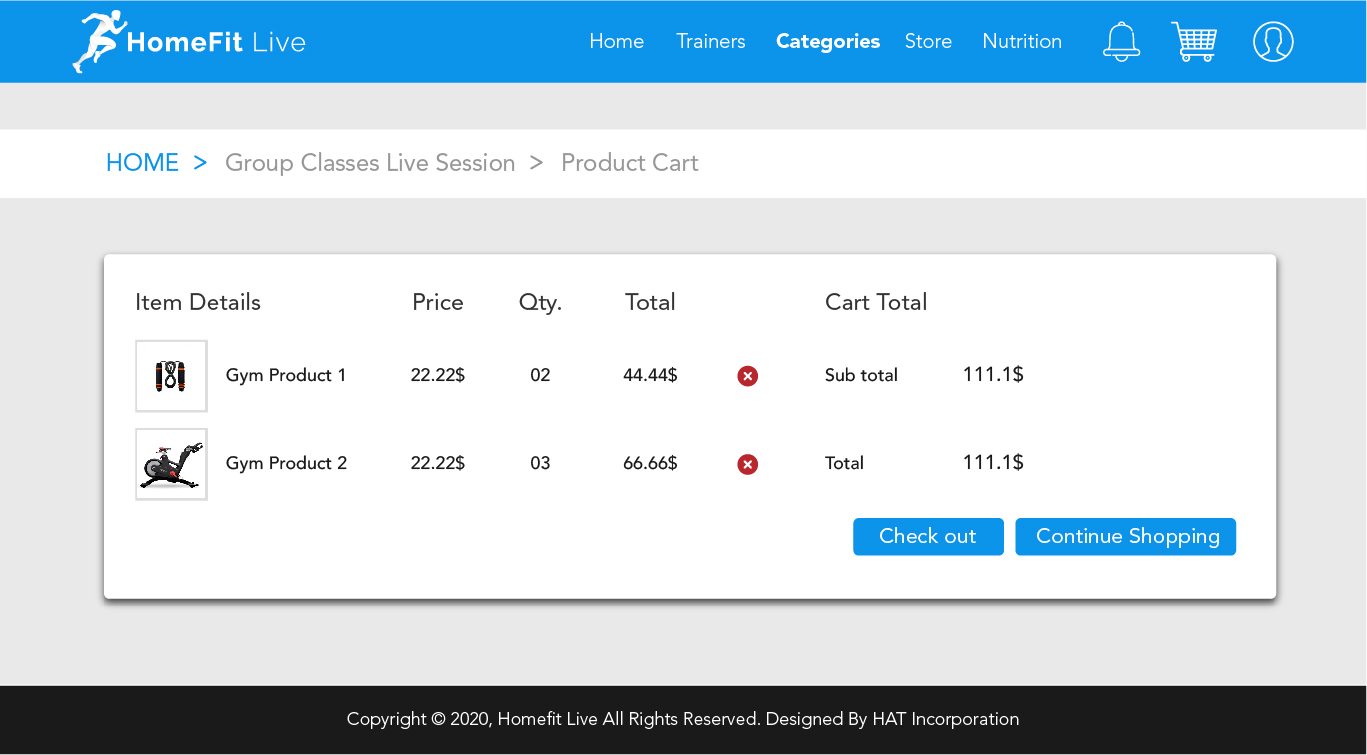 HomeFit Live
Home Trainers Categories Store Nutrition
HOME > Group Classes Live Session > Product Cart
Item Details Price Qty. Total Cart Total
Gym Product 1 22.22$ 02 44.44$ Sub total 111.1$
Gym Product 2 22.22$ 03 66.66$ Total 111.1$
Check out Continue Shopping
Copyright © 2020, Homefit Live All Rights Reserved. Designed By HAT Incorporation